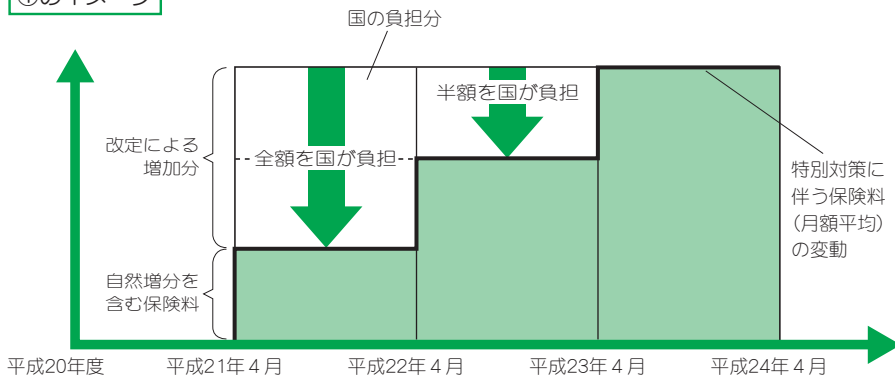 ①のイメージ
国の負担分
半額を国が負担
改定による
増加分
全額を国が負担
特別対策に
伴う保険料
(月額平均)
の変動
自然増分を
含む保険料
平成20年度
平成21年4月
平成22年4月
平成23年4月
平成24年4月